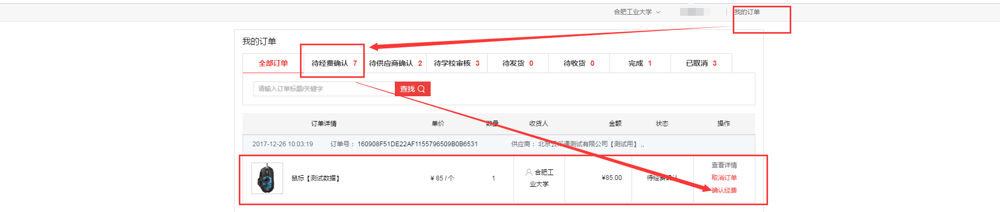 合肥工业大学 我的订单
我的订单
全部订单 待经费确认 7 待供应商确认 2 待学校审核 3 待发货 0 待收货 0 完成 1 已取消 3
请输入订单标题/关键字 查找
订单详情 单价 数量 收货人 金额 状态 操作
2017-12-26 10:03:19 订单号： 160908F51DE22AF1155796509B0B6531 供应商： 北京云采通测试有限公司【测试用】 ,,
查看详情
鼠标【测试数据】 ¥ 85 / 个 1 合肥工业大学 ¥85.00 待经费确认 取消订单
确认经费